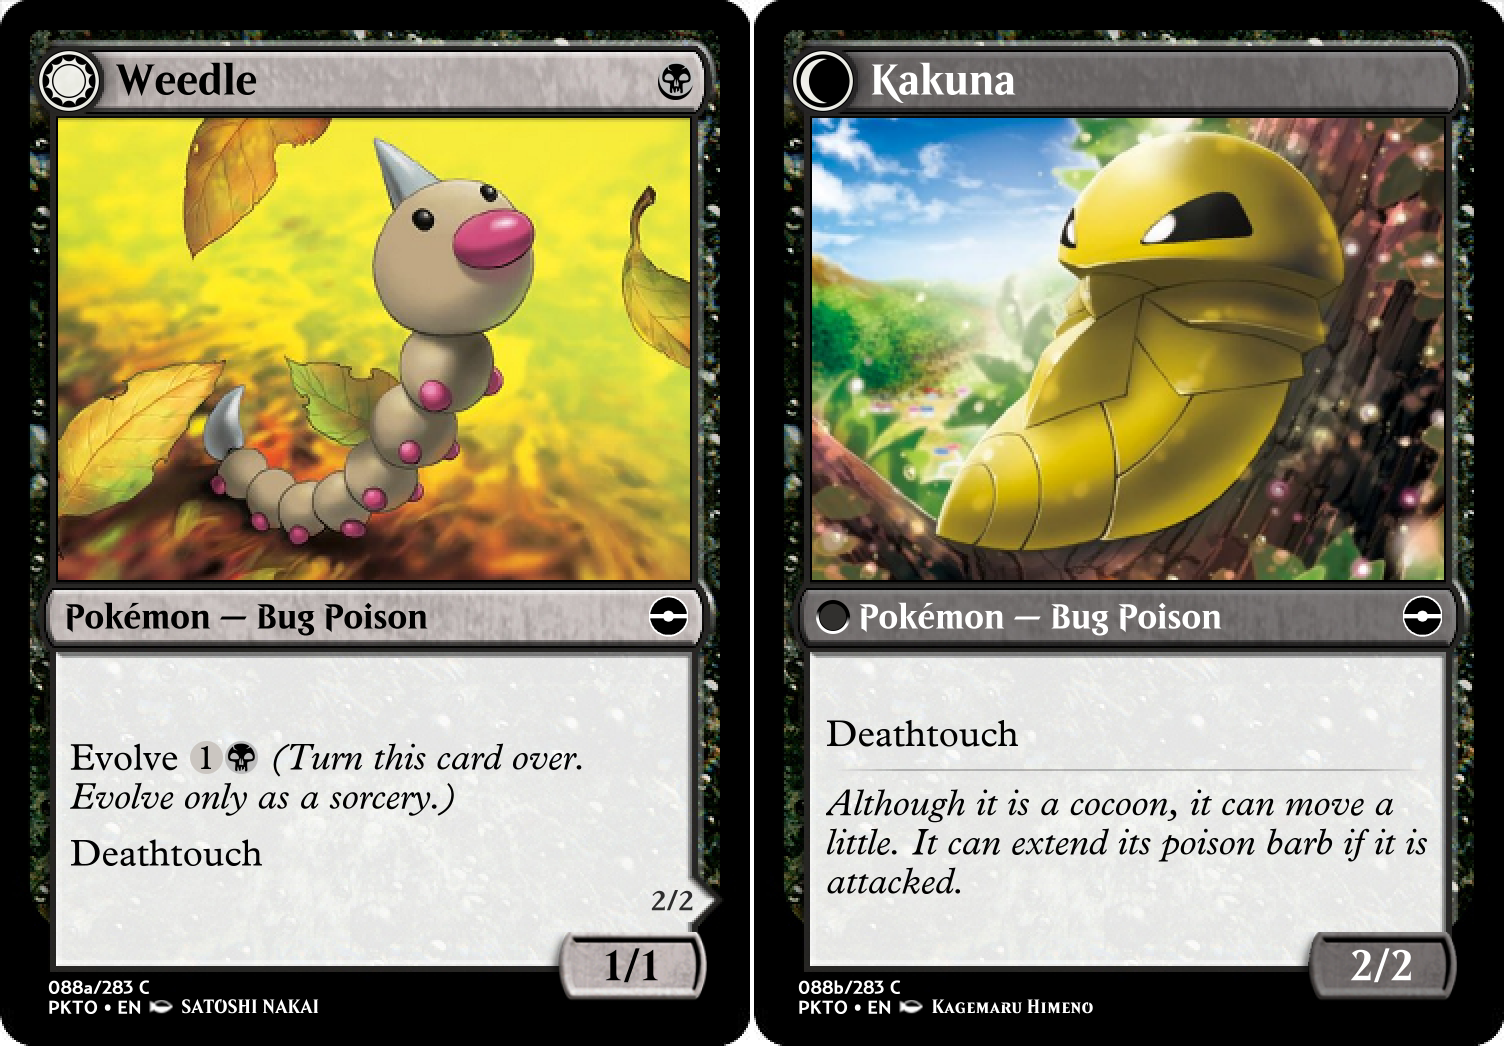 Weedle
Pokémon — Bug Poison
Evolve 1 (Turn this card over.
Evolve only as a sorcery.)
Deathtouch
2/2
1/1
088a/283 C
PKTO • EN SATOSHI NAKAI
Kakuna
Pokémon — Bug Poison
Deathtouch
Although it is a cocoon, it can move a
little. It can extend its poison barb if it is
attacked.
2/2
088b/283 C
PKTO • EN KAGEMARU HIMENO